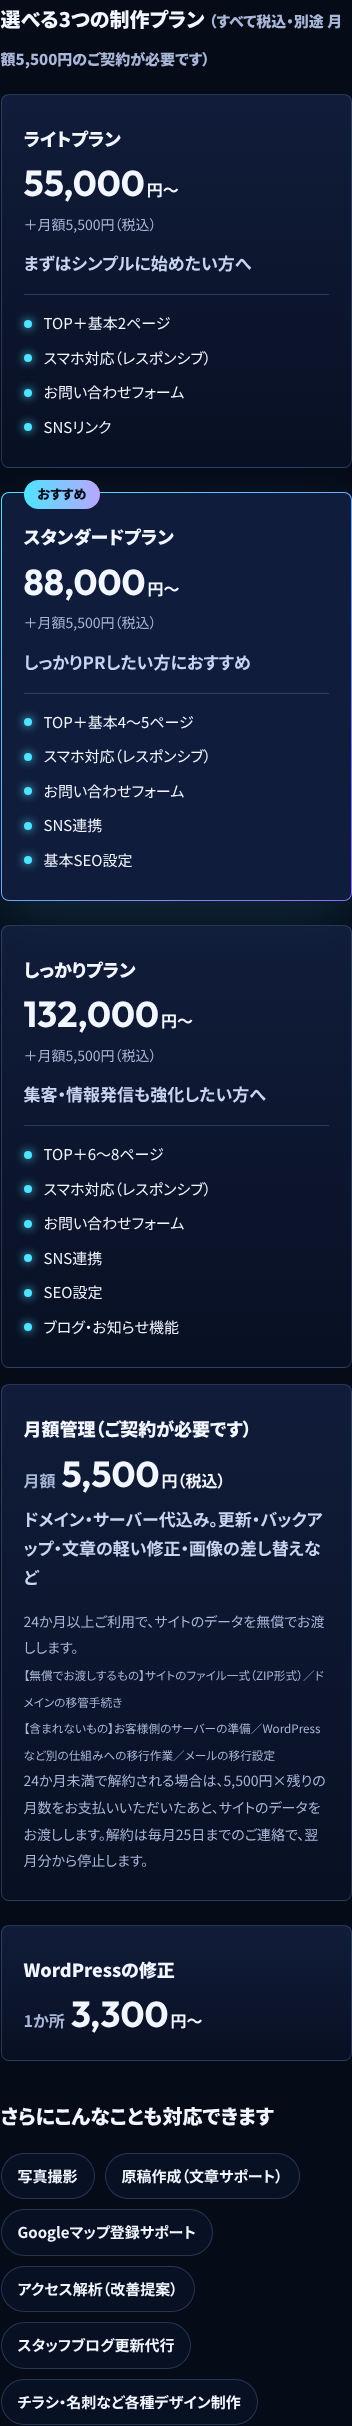 選べる3つの制作プラン（すべて税込・別途 月
額5,500円のご契約が必要です）
ライトプラン
55,000円〜
＋月額5,500円（税込）
まずはシンプルに始めたい方へ
TOP＋基本2ページ
スマホ対応（レスポンシブ）
お問い合わせフォーム
SNSリンク
おすすめ
スタンダードプラン
88,000円〜
＋月額5,500円（税込）
しっかりPRしたい方におすすめ
TOP＋基本4〜5ページ
スマホ対応（レスポンシブ）
お問い合わせフォーム
SNS連携
基本SEO設定
しっかりプラン
132,000円〜
＋月額5,500円（税込）
集客・情報発信も強化したい方へ
TOP＋6〜8ページ
スマホ対応（レスポンシブ）
お問い合わせフォーム
SNS連携
SEO設定
ブログ・お知らせ機能
月額管理（ご契約が必要です）
月額 5,500円（税込）
ドメイン・サーバー代込み。更新・バックア
ップ・文章の軽い修正・画像の差し替えな
ど
24か月以上ご利用で、サイトのデータを無償でお渡
しします。
【無償でお渡しするもの】サイトのファイル一式（ZIP形式）／ド
メインの移管手続き
【含まれないもの】お客様側のサーバーの準備／WordPress
など別の仕組みへの移行作業／メールの移行設定
24か月未満で解約される場合は、5,500円×残りの
月数をお支払いいただいたあと、サイトのデータを
お渡しします。解約は毎月25日までのご連絡で、翌
月分から停止します。
WordPressの修正
1か所 3,300円〜
さらにこんなことも対応できます
写真撮影
原稿作成（文章サポート）
Googleマップ登録サポート
アクセス解析（改善提案）
スタッフブログ更新代行
チラシ・名刺など各種デザイン制作